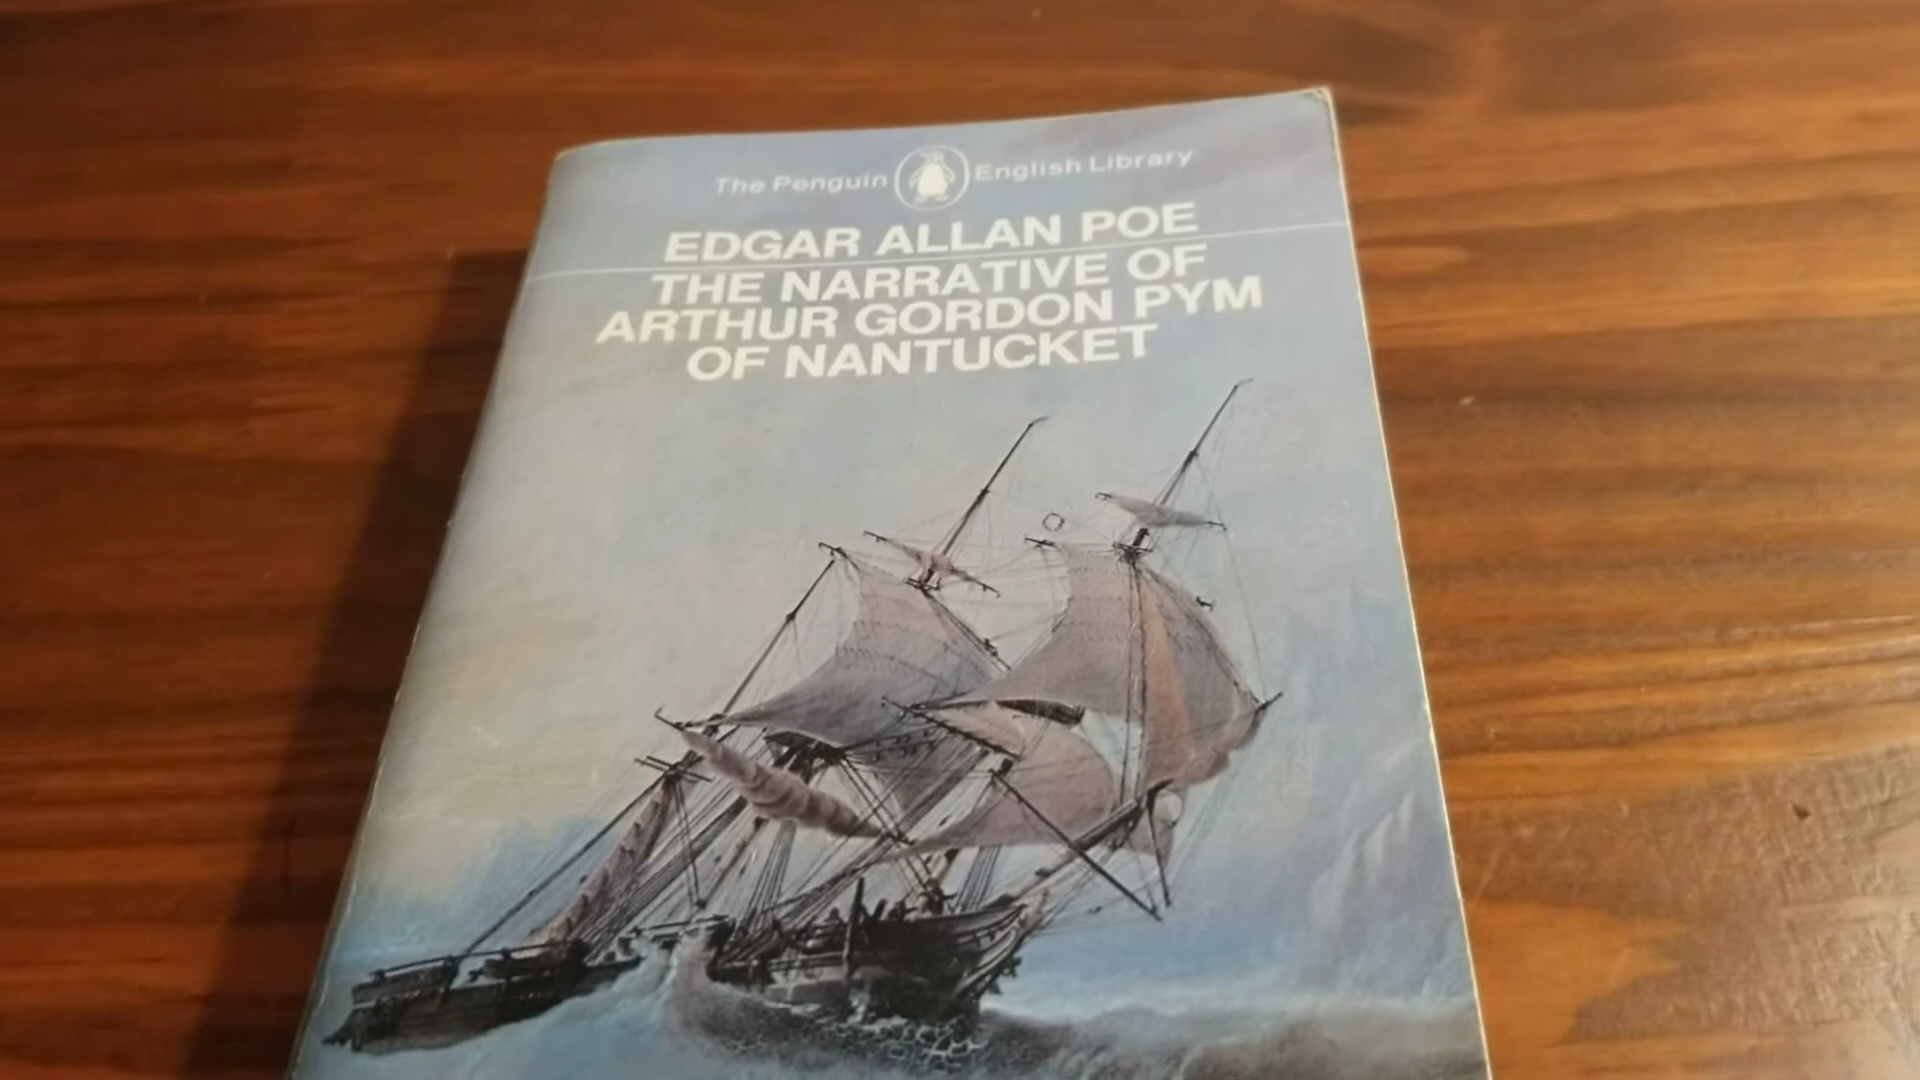 The Penguin English Library
EDGAR ALLAN POE
THE NARRATIVE OF
ARTHUR GORDON PYM
OF NANTUCKET